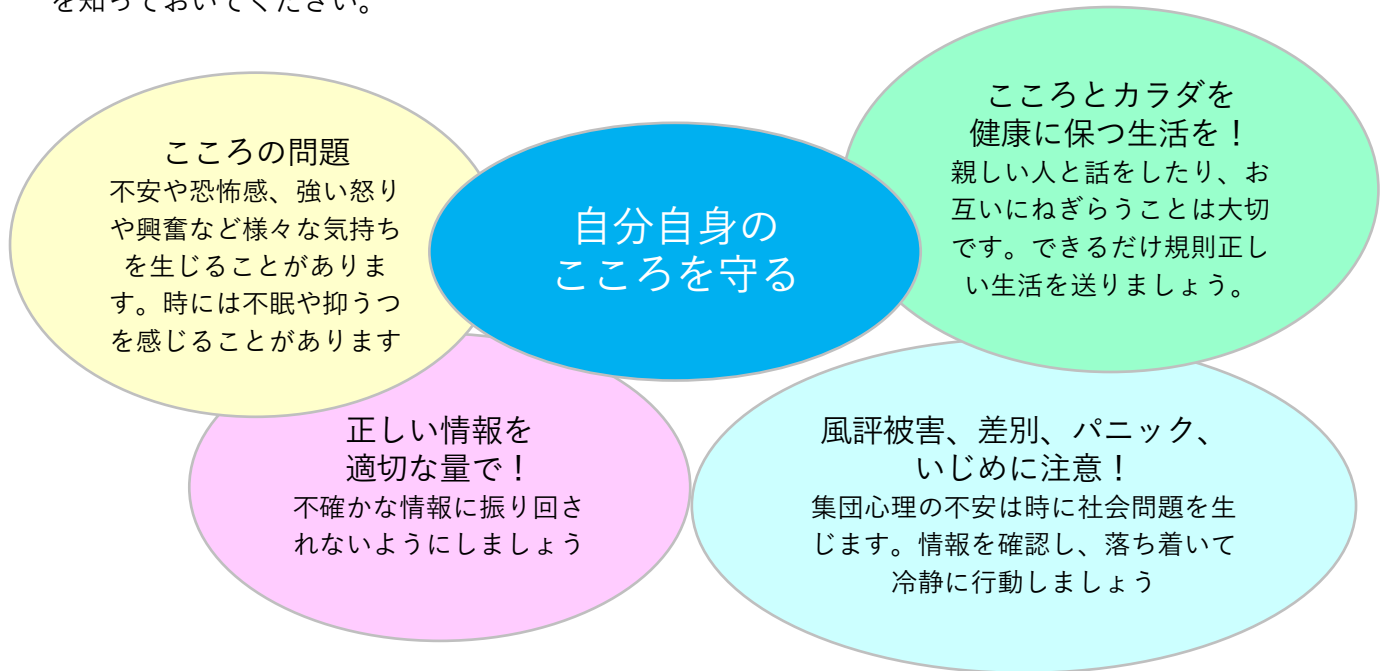 を知っておいてください。
こころの問題
不安や恐怖感、強い怒り
や興奮など様々な気持ち
を生じることがありま
す。時には不眠や抑うつ
を感じることがあります
自分自身の
こころを守る
こころとカラダを
健康に保つ生活を！
親しい人と話をしたり、お
互いにねぎらうことは大切
です。できるだけ規則正し
い生活を送りましょう。
正しい情報を
適切な量で！
不確かな情報に振り回さ
れないようにしましょう
風評被害、差別、パニック、
いじめに注意！
集団心理の不安は時に社会問題を生
じます。情報を確認し、落ち着いて
冷静に行動しましょう